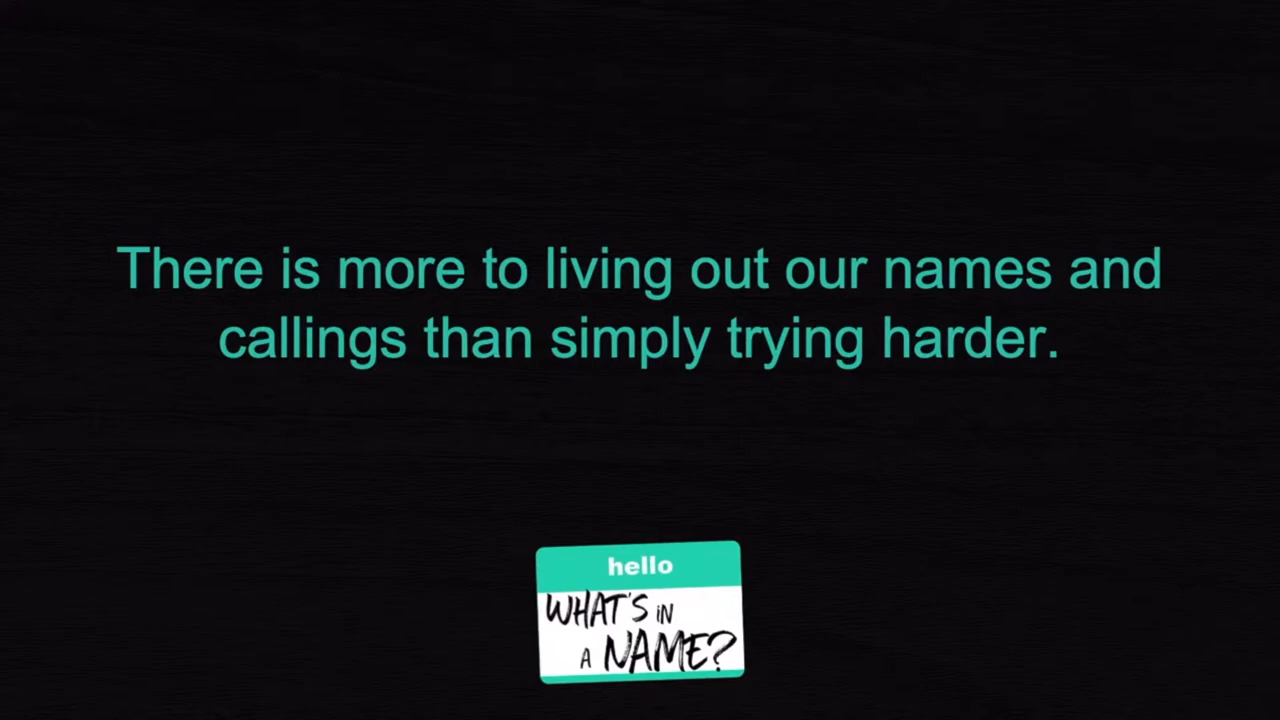 There is more to living out our names and
callings than simply trying harder.
hello
WHAT'S IN
A NAME?